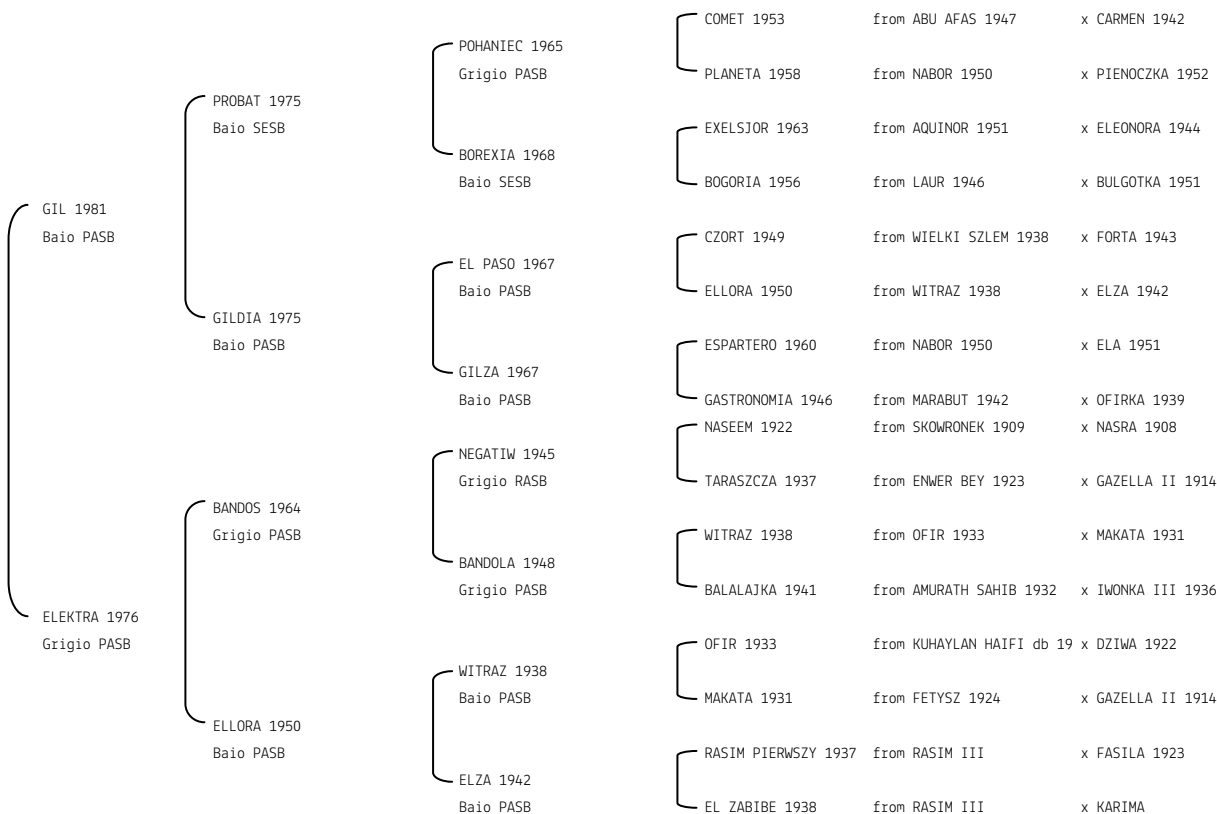 COMET 1953 from ABU AFAS 1947 x CARMEN 1942
POHANIEC 1965
Grigio PASB
PLANETA 1958 from NABOR 1950 x PIENOCZKA 1952
PROBAT 1975
Baio SESB
EXELSJOR 1963 from AQUINOR 1951 x ELEONORA 1944
BOREXIA 1968
Baio SESB
BOGORIA 1956 from LAUR 1946 x BULGOTKA 1951
GIL 1981
Baio PASB
CZORT 1949 from WIELKI SZLEM 1938 x FORTA 1943
EL PASO 1967
Baio PASB
ELLORA 1950 from WITRAZ 1938 x ELZA 1942
GILDIA 1975
Baio PASB
ESPARTERO 1960 from NABOR 1950 x ELA 1951
GILZA 1967
Baio PASB
GASTRONOMIA 1946 from MARABUT 1942 x OFIRKA 1939
NASEEM 1922 from SKOWRONEK 1909 x NASRA 1908
NEGATIW 1945
Grigio RASB
TARASZCZA 1937 from ENWER BEY 1923 x GAZELLA II 1914
BANDOS 1964
Grigio PASB
WITRAZ 1938 from OFIR 1933 x MAKATA 1931
BANDOLA 1948
Grigio PASB
BALALAJKA 1941 from AMURATH SAHIB 1932 x IWONKA III 1936
ELEKTRA 1976
Grigio PASB
OFIR 1933 from KUHAYLAN HAIFI db 19 x DZIWA 1922
WITRAZ 1938
Baio PASB
MAKATA 1931 from FETYSZ 1924 x GAZELLA II 1914
ELLORA 1950
Baio PASB
RASIM PIERWSZY 1937 from RASIM III x FASILA 1923
ELZA 1942
Baio PASB
EL ZABIBE 1938 from RASIM III x KARIMA